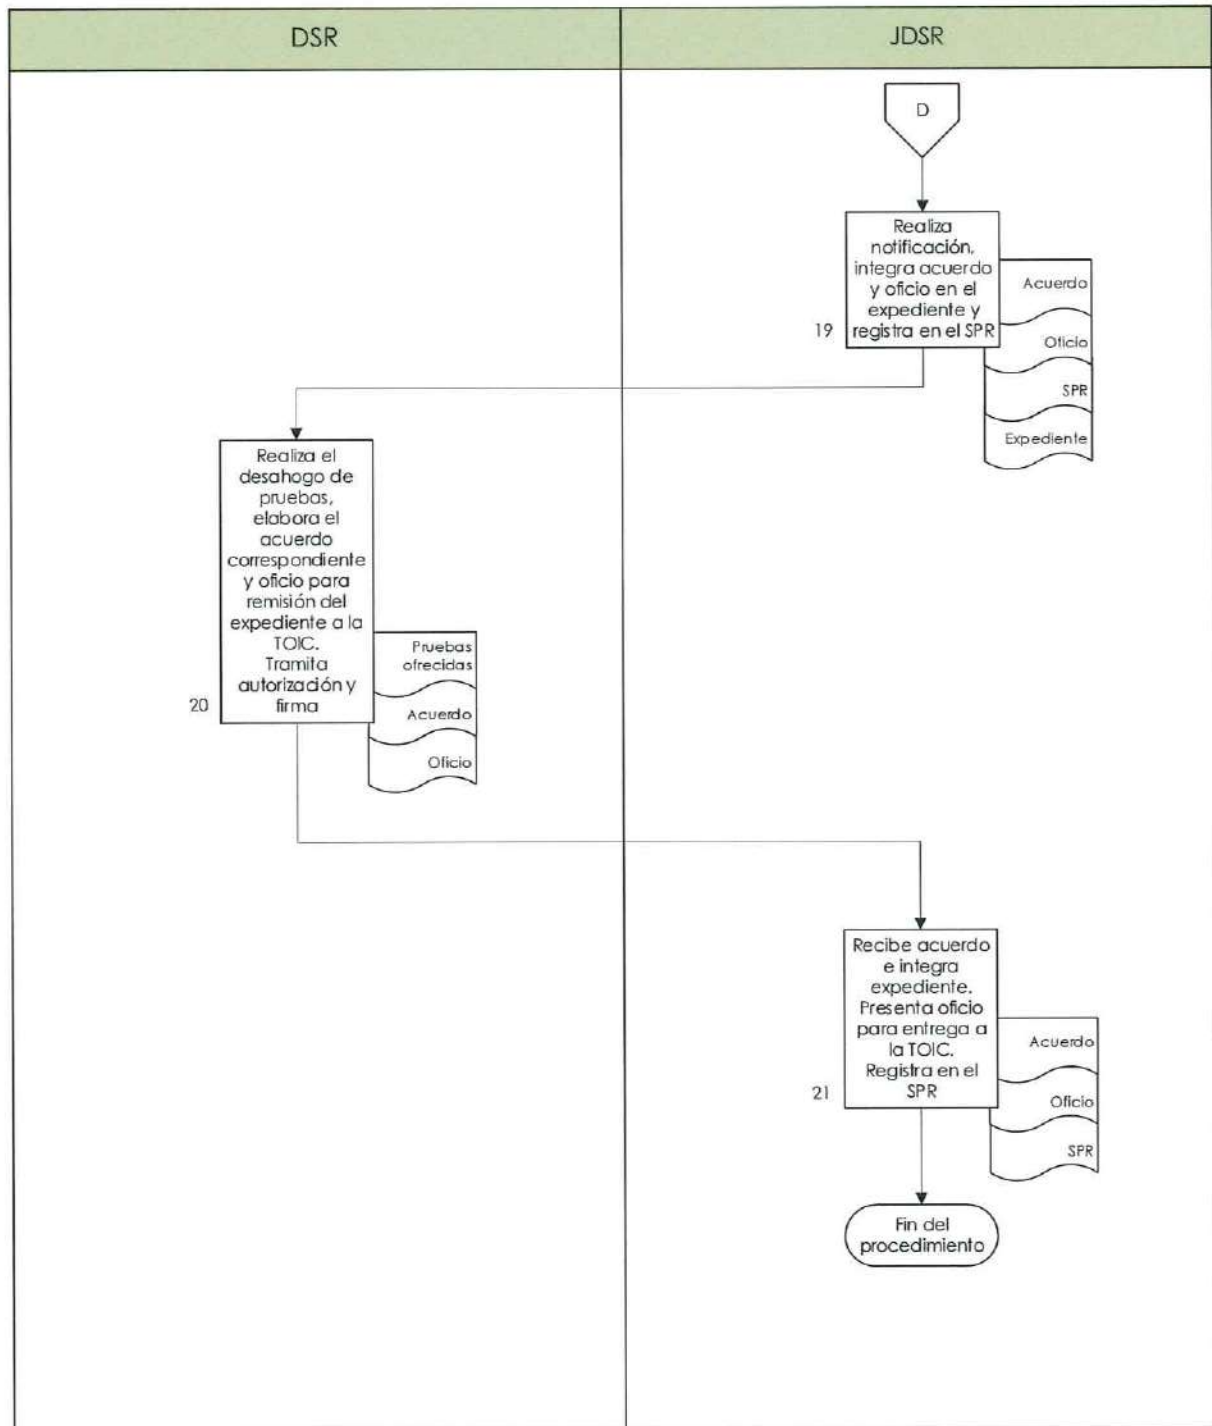 DSR
JDSR
D
Realiza
notificación,
integra acuerdo
y oficio en el
expediente y
registra en el SPR
19
Acuerdo
Oficio
SPR
Expediente
Realiza el
desahogo de
pruebas,
elabora el
acuerdo
correspondiente
y oficio para
remisión del
expediente a la
TOIC.
Tramita
autorización y
firma
20
Pruebas
ofrecidas
Acuerdo
Oficio
Recibe acuerdo
e integra
expediente.
Presenta oficio
para entrega a
la TOIC.
Registra en el
SPR
21
Acuerdo
Oficio
SPR
Fin del
procedimiento